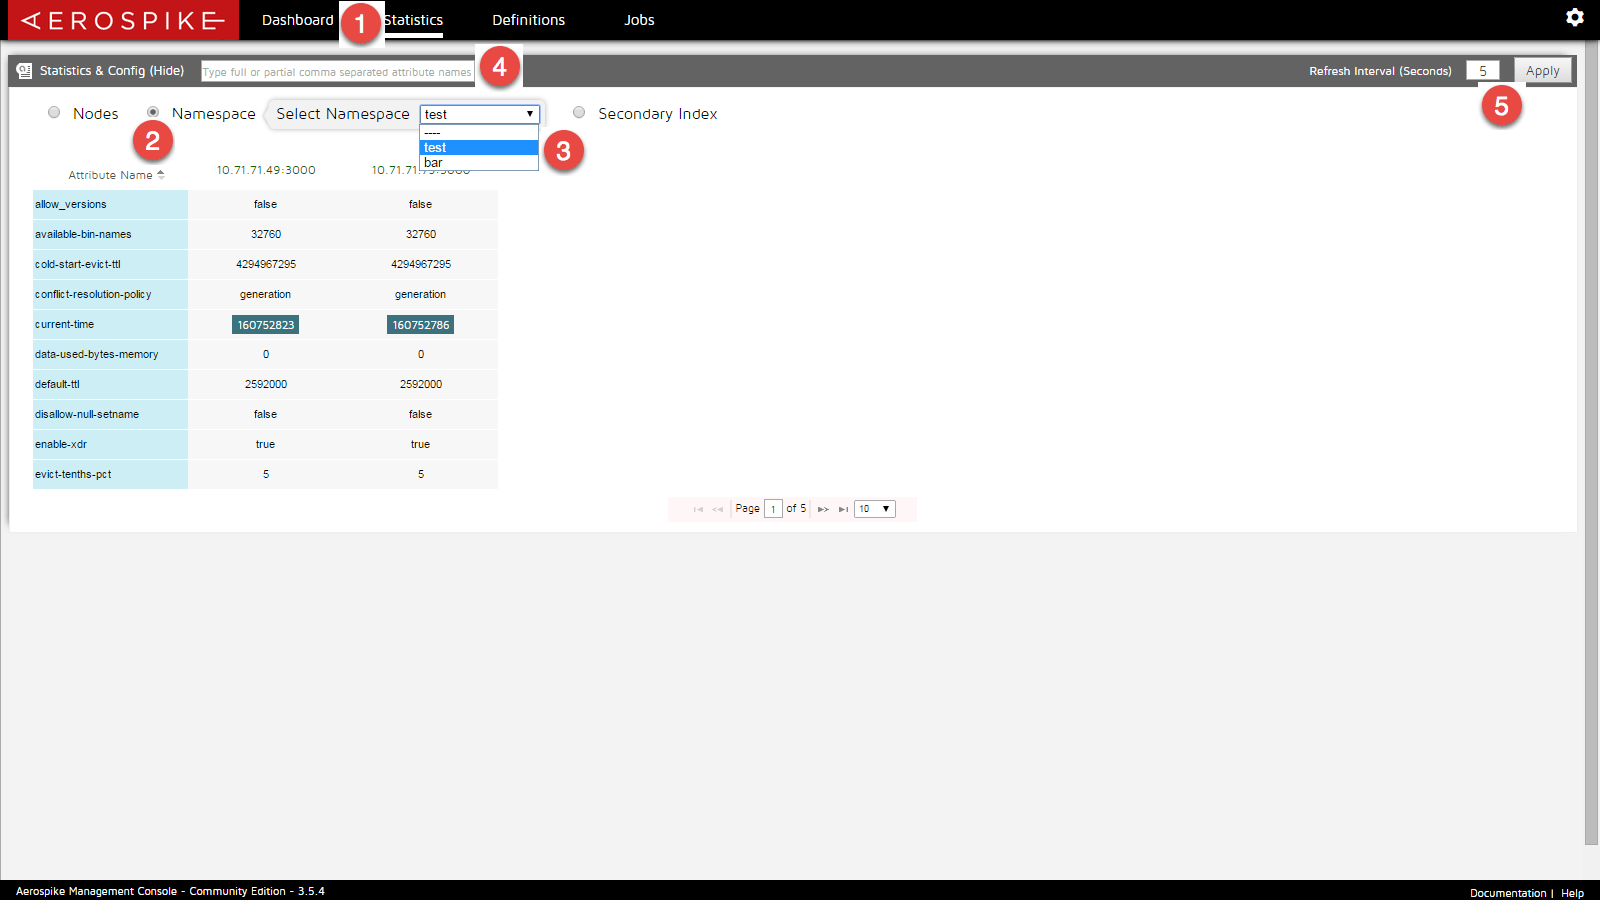 AEROSPIKE Dashboard 1 Statistics Definitions Jobs
Statistics & Config (Hide) Type full or partial comma separated attribute names 4 Refresh Interval (Seconds) 5 Apply
5
Nodes Namespace Select Namespace test Secondary Index
----
2 test 3
bar
Attribute Name 10.71.71.49:3000
allow_versions false false
available-bin-names 32760 32760
cold-start-evict-ttl 4294967295 4294967295
conflict-resolution-policy generation generation
current-time 160752823 160752786
data-used-bytes-memory 0 0
default-ttl 2592000 2592000
disallow-null-setname false false
enable-xdr true true
evict-tenths-pct 5 5
Page 1 of 5 10
Aerospike Management Console - Community Edition - 3.5.4 Documentation | Help